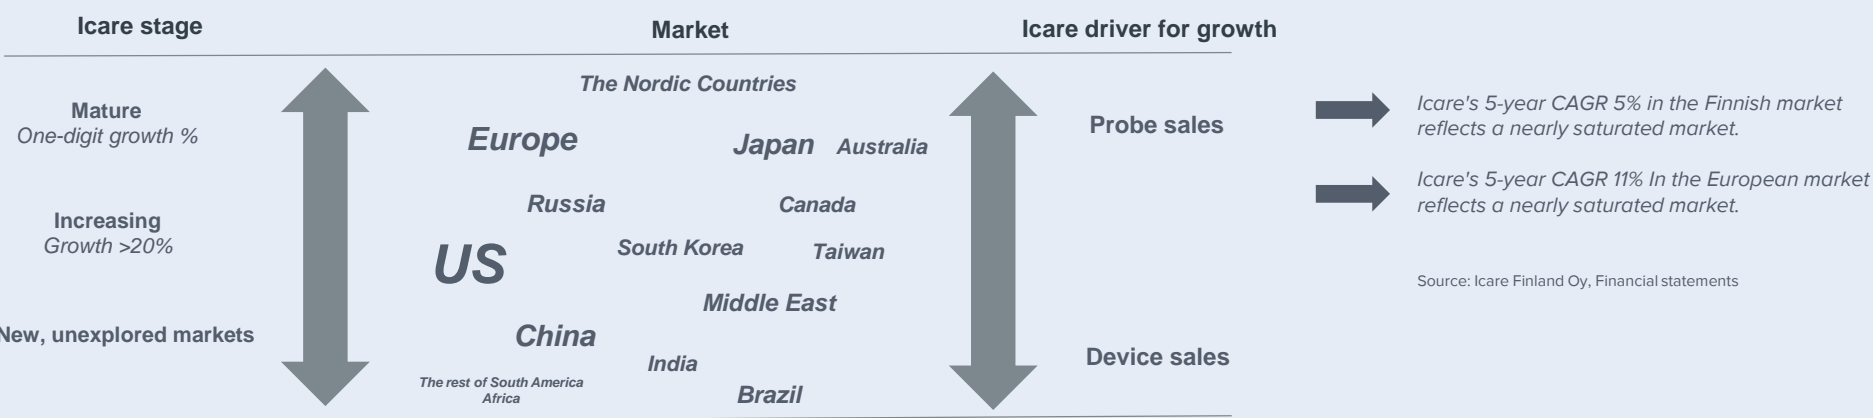 Icare stage
Market
Icare driver for growth
The Nordic Countries
Mature
One-digit growth %
Europe
Japan
Australia
Probe sales
Icare's 5-year CAGR 5% in the Finnish market
reflects a nearly saturated market.
Icare's 5-year CAGR 11% In the European market
reflects a nearly saturated market.
Russia
Canada
Increasing
Growth >20%
US
South Korea
Taiwan
Source: Icare Finland Oy, Financial statements
Middle East
New, unexplored markets
China
India
Device sales
The rest of South America
Africa
Brazil